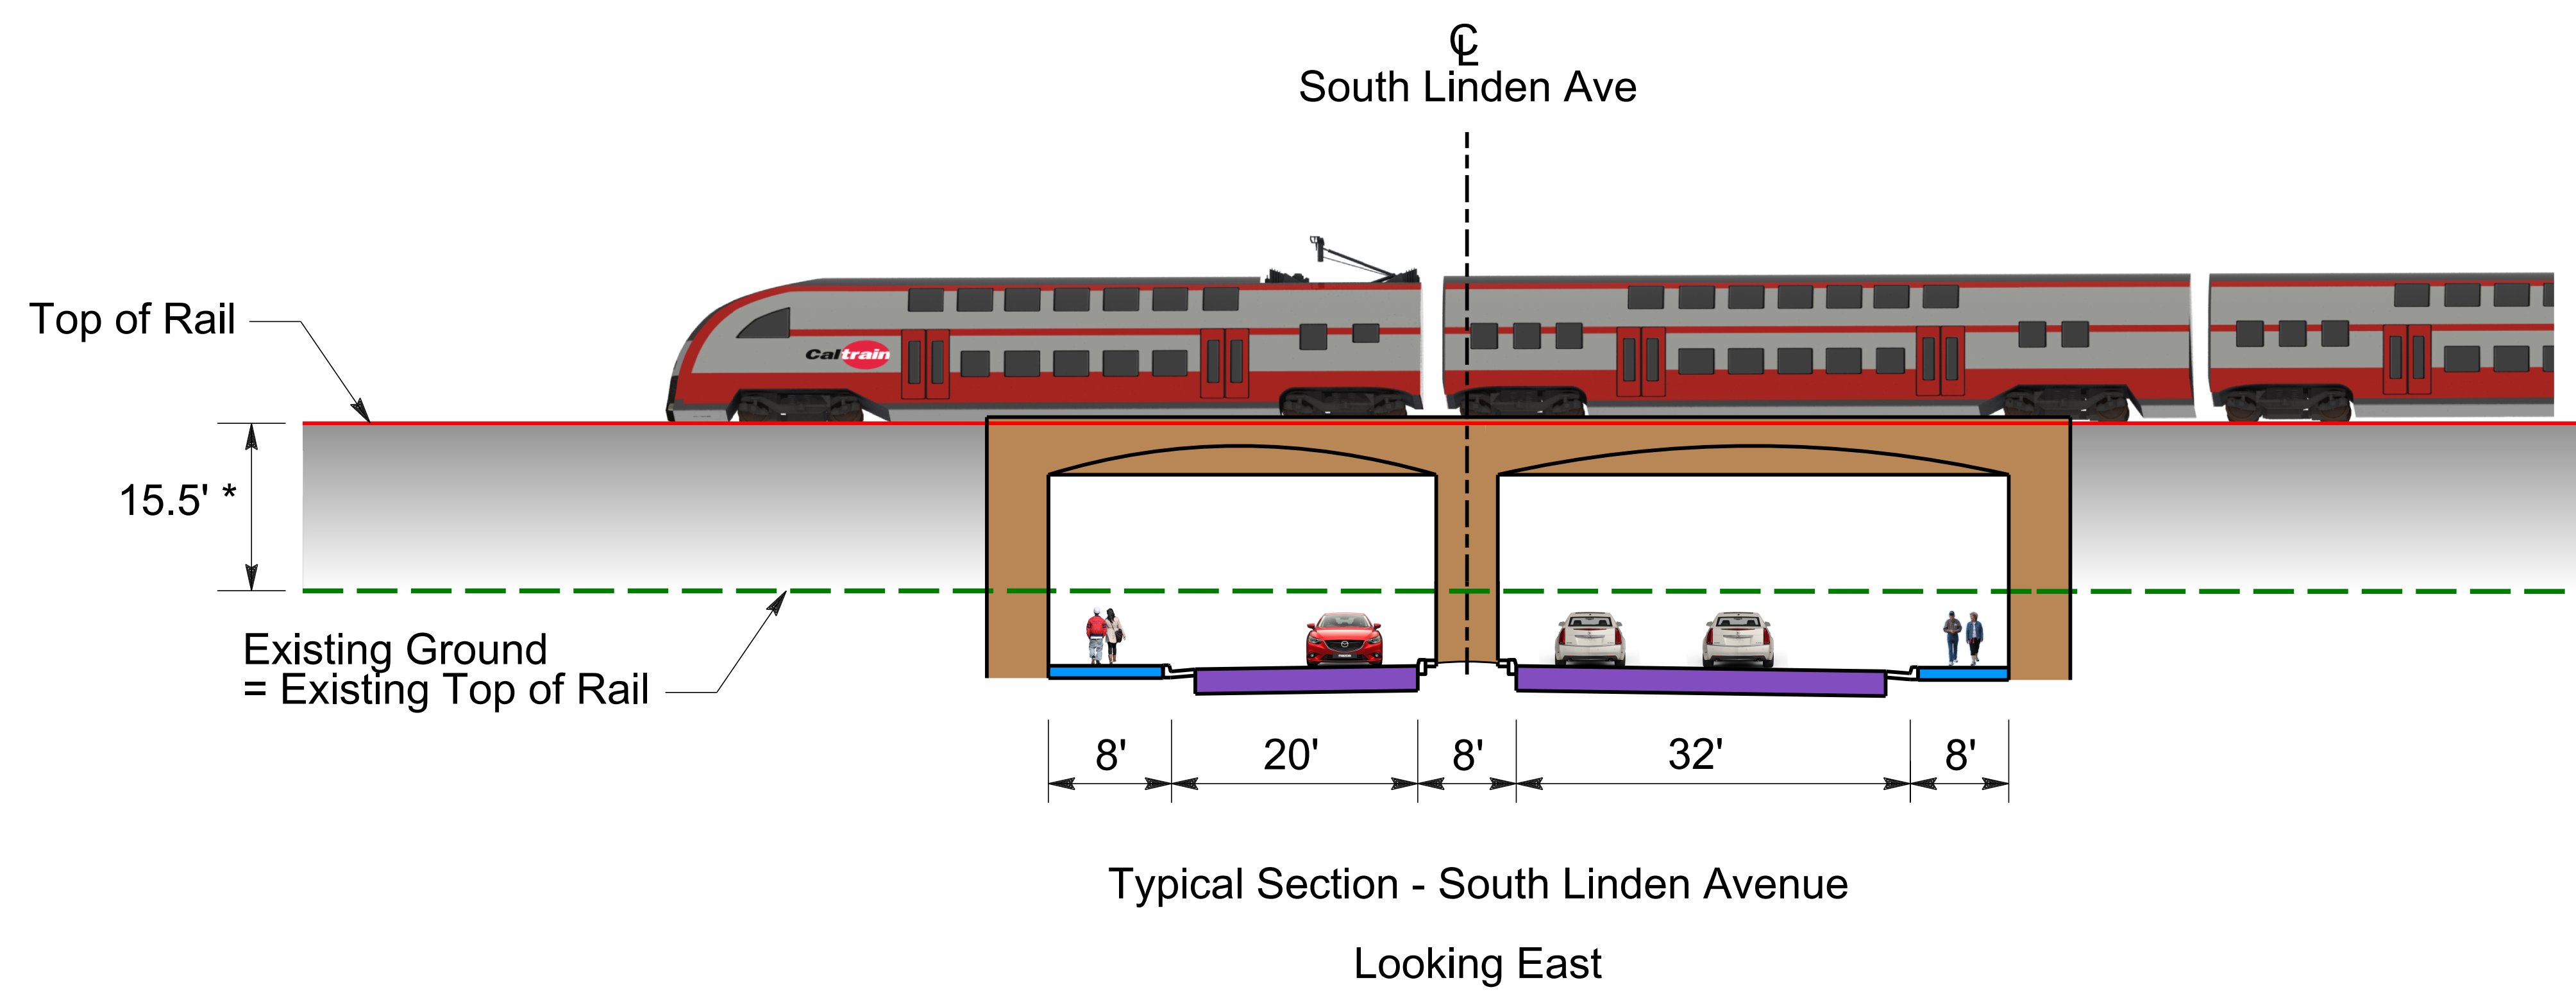 ℄
South Linden Ave
Top of Rail
Caltrain
15.5' *
Existing Ground
= Existing Top of Rail
8'
20'
8'
32'
8'
Typical Section - South Linden Avenue
Looking East